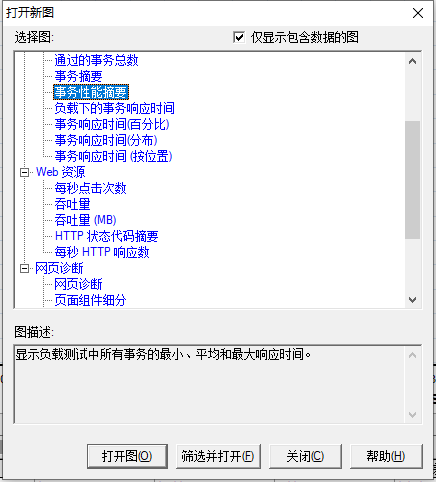 打开新图
选择图:
仅显示包含数据的图
通过的事务总数
事务摘要
事务性能摘要
负载下的事务响应时间
事务响应时间(百分比)
事务响应时间(分布)
事务响应时间 (按位置)
Web 资源
每秒点击次数
吞吐量
吞吐量 (MB)
HTTP 状态代码摘要
每秒 HTTP 响应数
网页诊断
网页诊断
页面组件细分
图描述:
显示负载测试中所有事务的最小、平均和最大响应时间。
打开图(O)
筛选并打开(F)
关闭(C)
帮助(H)